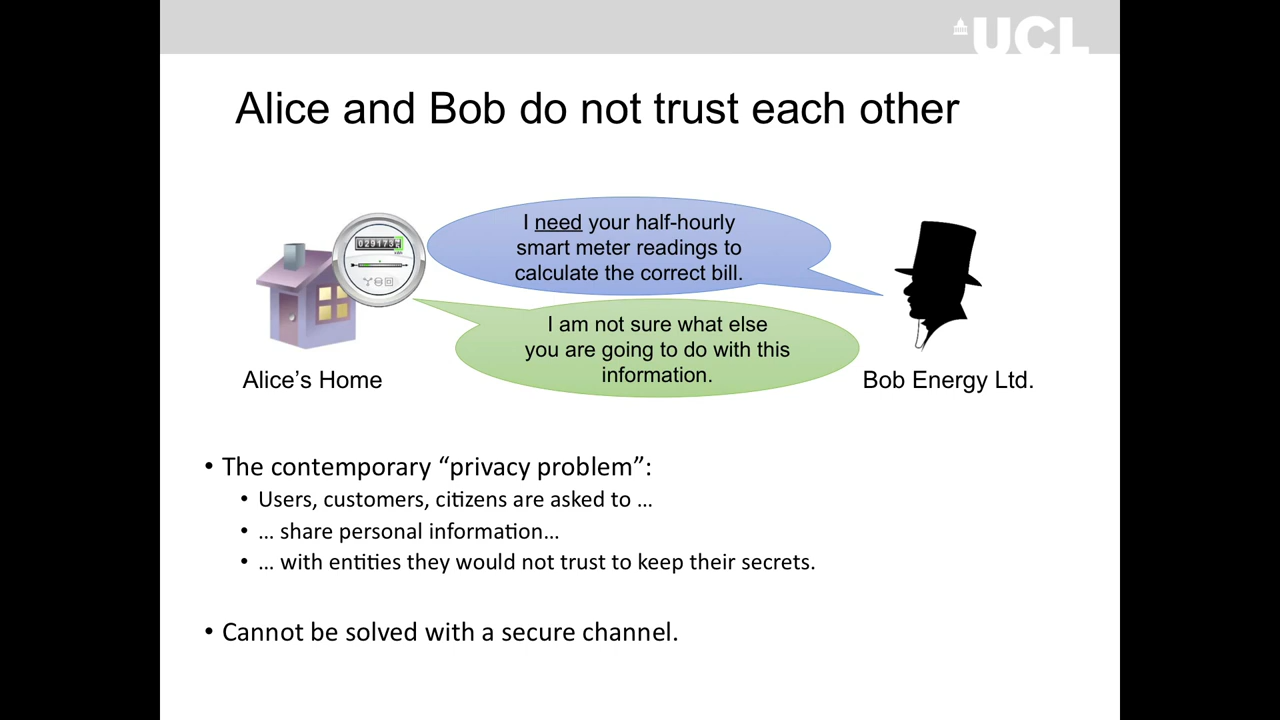 UCL
Alice and Bob do not trust each other
I need your half-hourly
smart meter readings to
calculate the correct bill.
I am not sure what else
you are going to do with this
information.
Alice’s Home
Bob Energy Ltd.
• The contemporary “privacy problem”:
• Users, customers, citizens are asked to …
• … share personal information…
• … with entities they would not trust to keep their secrets.
• Cannot be solved with a secure channel.